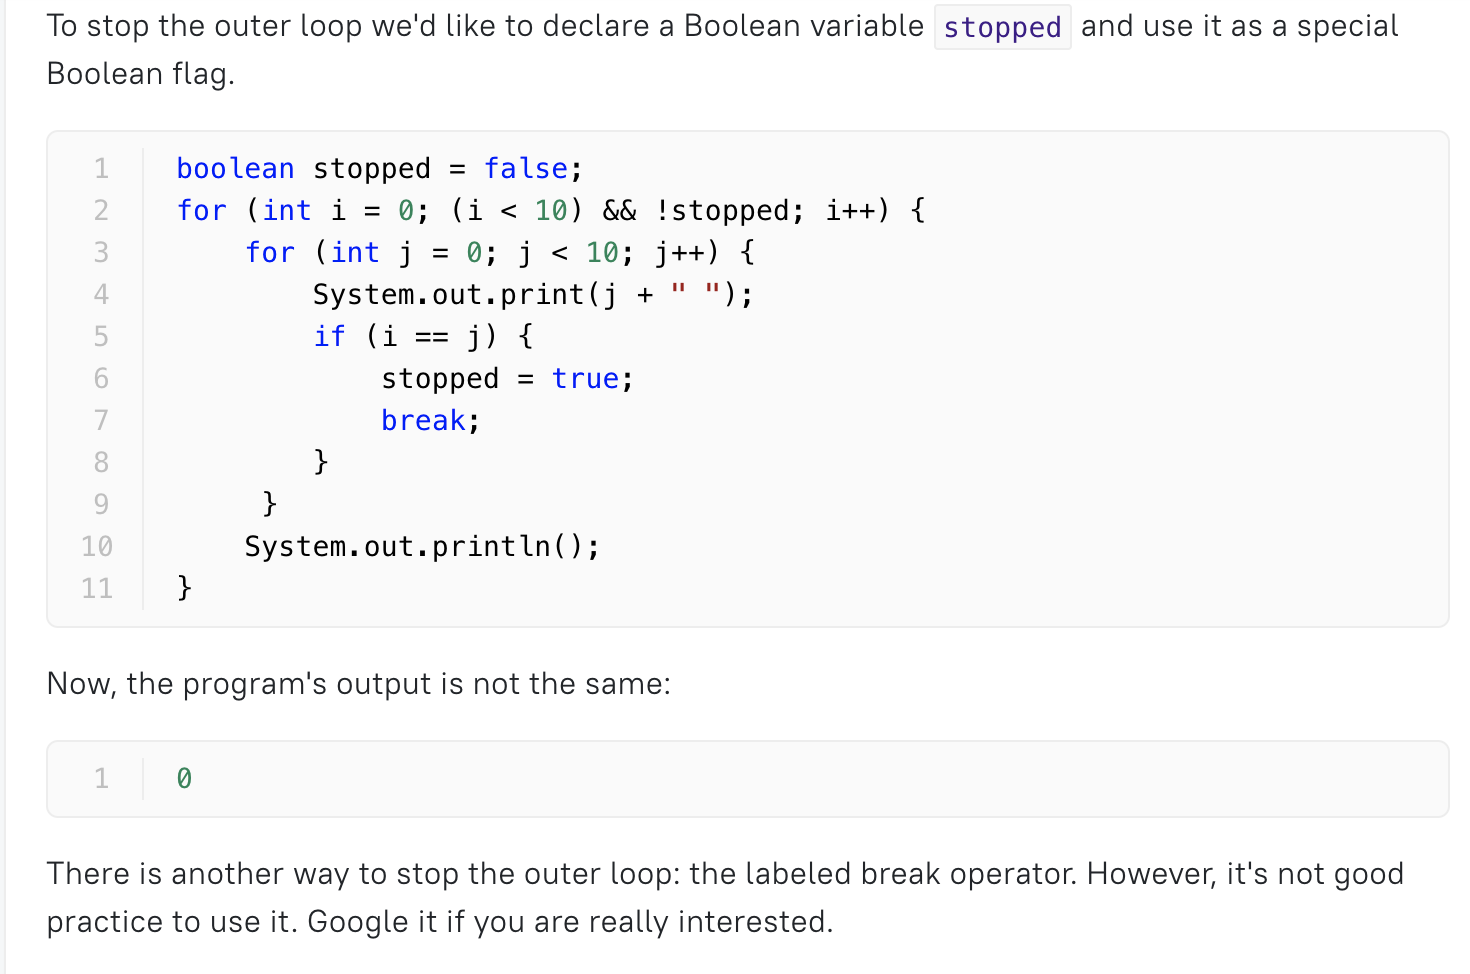 To stop the outer loop we'd like to declare a Boolean variable stopped and use it as a special
Boolean flag.
1 boolean stopped = false;
2 for (int i = 0; (i < 10) && !stopped; i++) {
3     for (int j = 0; j < 10; j++) {
4         System.out.print(j + " ");
5         if (i == j) {
6             stopped = true;
7             break;
8         }
9      }
10     System.out.println();
11 }
Now, the program's output is not the same:
1 0
There is another way to stop the outer loop: the labeled break operator. However, it's not good
practice to use it. Google it if you are really interested.